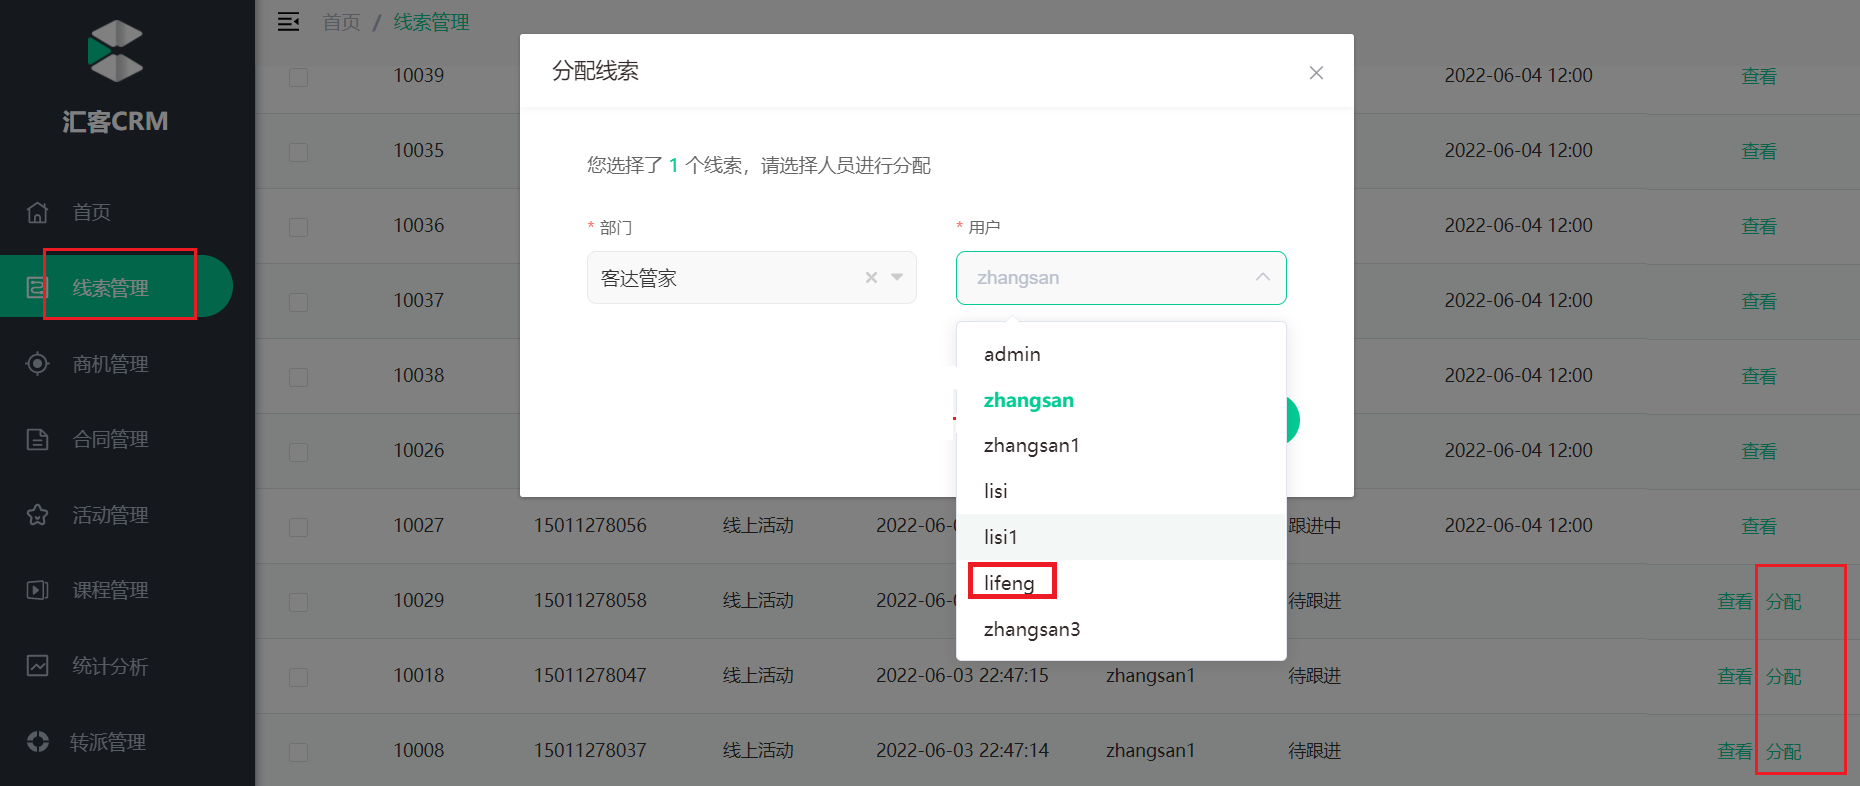 汇客CRM
首页
线索管理
商机管理
合同管理
活动管理
课程管理
统计分析
转派管理
首页 / 线索管理
分配线索
您选择了 1 个线索，请选择人员进行分配
* 部门
* 用户
客达管家
zhangsan
admin
zhangsan
zhangsan1
lisi
lisi1
lifeng
zhangsan3
10039 2022-06-04 12:00 查看
10035 2022-06-04 12:00 查看
10036 2022-06-04 12:00 查看
10037 2022-06-04 12:00 查看
10038 2022-06-04 12:00 查看
10026 2022-06-04 12:00 查看
10027 15011278056 线上活动 2022-06- 跟进中 2022-06-04 12:00 查看
10029 15011278058 线上活动 2022-06- 待跟进 查看 分配
10018 15011278047 线上活动 2022-06-03 22:47:15 zhangsan1 待跟进 查看 分配
10008 15011278037 线上活动 2022-06-03 22:47:14 zhangsan1 待跟进 查看 分配